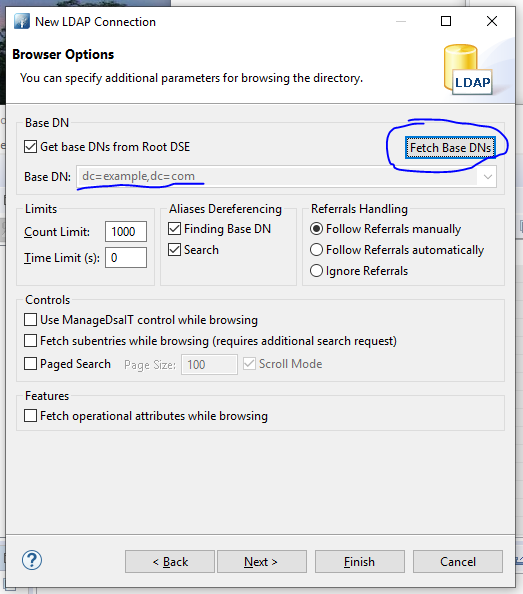 New LDAP Connection
Browser Options
You can specify additional parameters for browsing the directory.
LDAP
Base DN
Get base DNs from Root DSE
Fetch Base DNs
Base DN: dc=example,dc=com
Limits
Count Limit: 1000
Time Limit (s): 0
Aliases Dereferencing
Finding Base DN
Search
Referrals Handling
Follow Referrals manually
Follow Referrals automatically
Ignore Referrals
Controls
Use ManageDsaIT control while browsing
Fetch subentries while browsing (requires additional search request)
Paged Search Page Size: 100 Scroll Mode
Features
Fetch operational attributes while browsing
? < Back Next > Finish Cancel